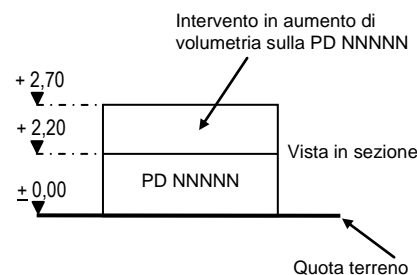 Intervento in aumento di
volumetria sulla PD NNNNN
+ 2,70
+ 2,20
Vista in sezione
PD NNNNN
± 0,00
Quota terreno